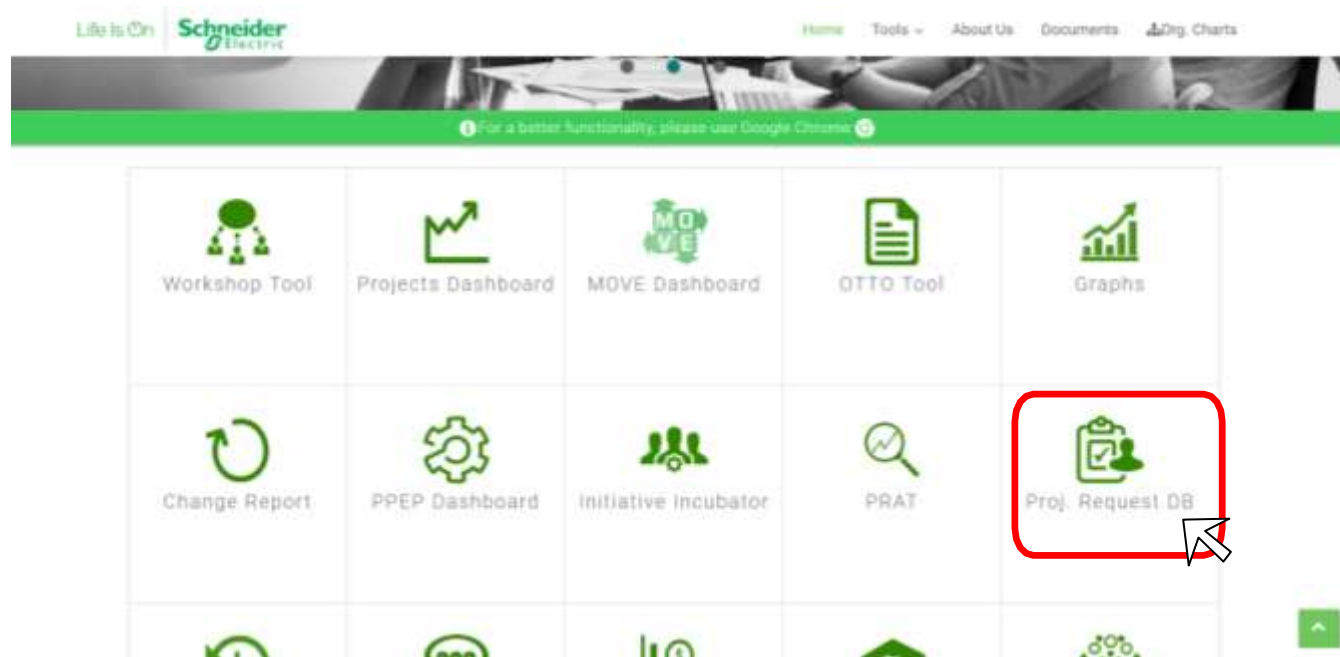 Life Is On Schneider Electric
Home Tools About Us Documents Org. Charts
For a better functionality, please use Google Chrome
MOVE
Workshop Tool Projects Dashboard MOVE Dashboard OTTO Tool Graphs
Change Report PPEP Dashboard Initiative Incubator PRAT Proj. Request DB